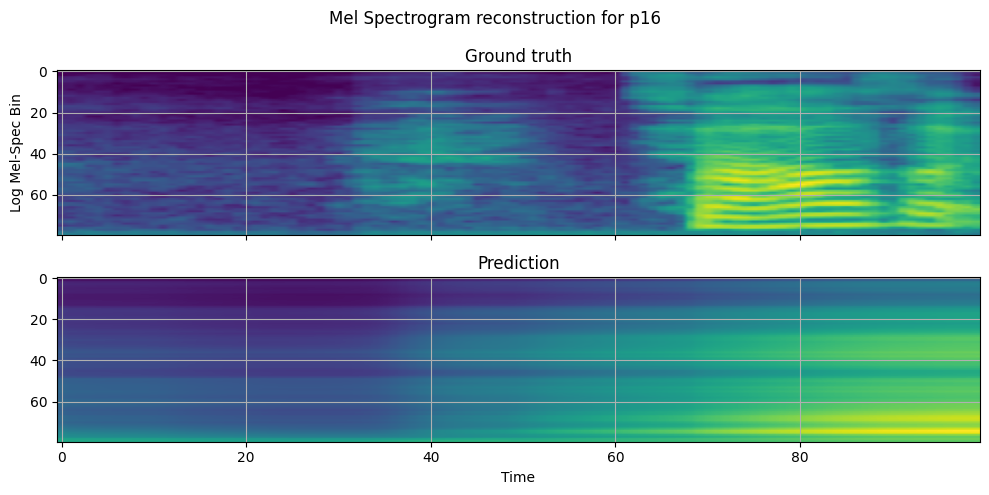 Mel Spectrogram reconstruction for p16
Ground truth
0
20
40
60
Log Mel-Spec Bin
Prediction
0
20
40
60
0 20 40 60 80
Time